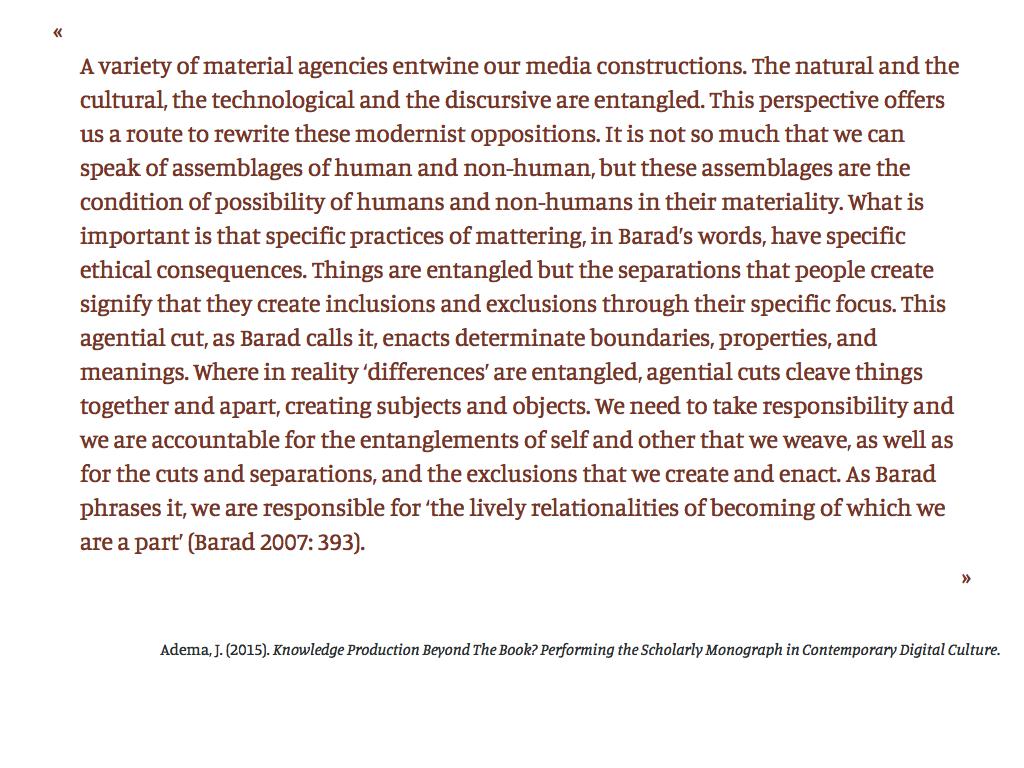 «
A variety of material agencies entwine our media constructions. The natural and the
cultural, the technological and the discursive are entangled. This perspective offers
us a route to rewrite these modernist oppositions. It is not so much that we can
speak of assemblages of human and non-human, but these assemblages are the
condition of possibility of humans and non-humans in their materiality. What is
important is that specific practices of mattering, in Barad’s words, have specific
ethical consequences. Things are entangled but the separations that people create
signify that they create inclusions and exclusions through their specific focus. This
agential cut, as Barad calls it, enacts determinate boundaries, properties, and
meanings. Where in reality ‘differences’ are entangled, agential cuts cleave things
together and apart, creating subjects and objects. We need to take responsibility and
we are accountable for the entanglements of self and other that we weave, as well as
for the cuts and separations, and the exclusions that we create and enact. As Barad
phrases it, we are responsible for ‘the lively relationalities of becoming of which we
are a part’ (Barad 2007: 393).
»
Adema, J. (2015). Knowledge Production Beyond The Book? Performing the Scholarly Monograph in Contemporary Digital Culture.